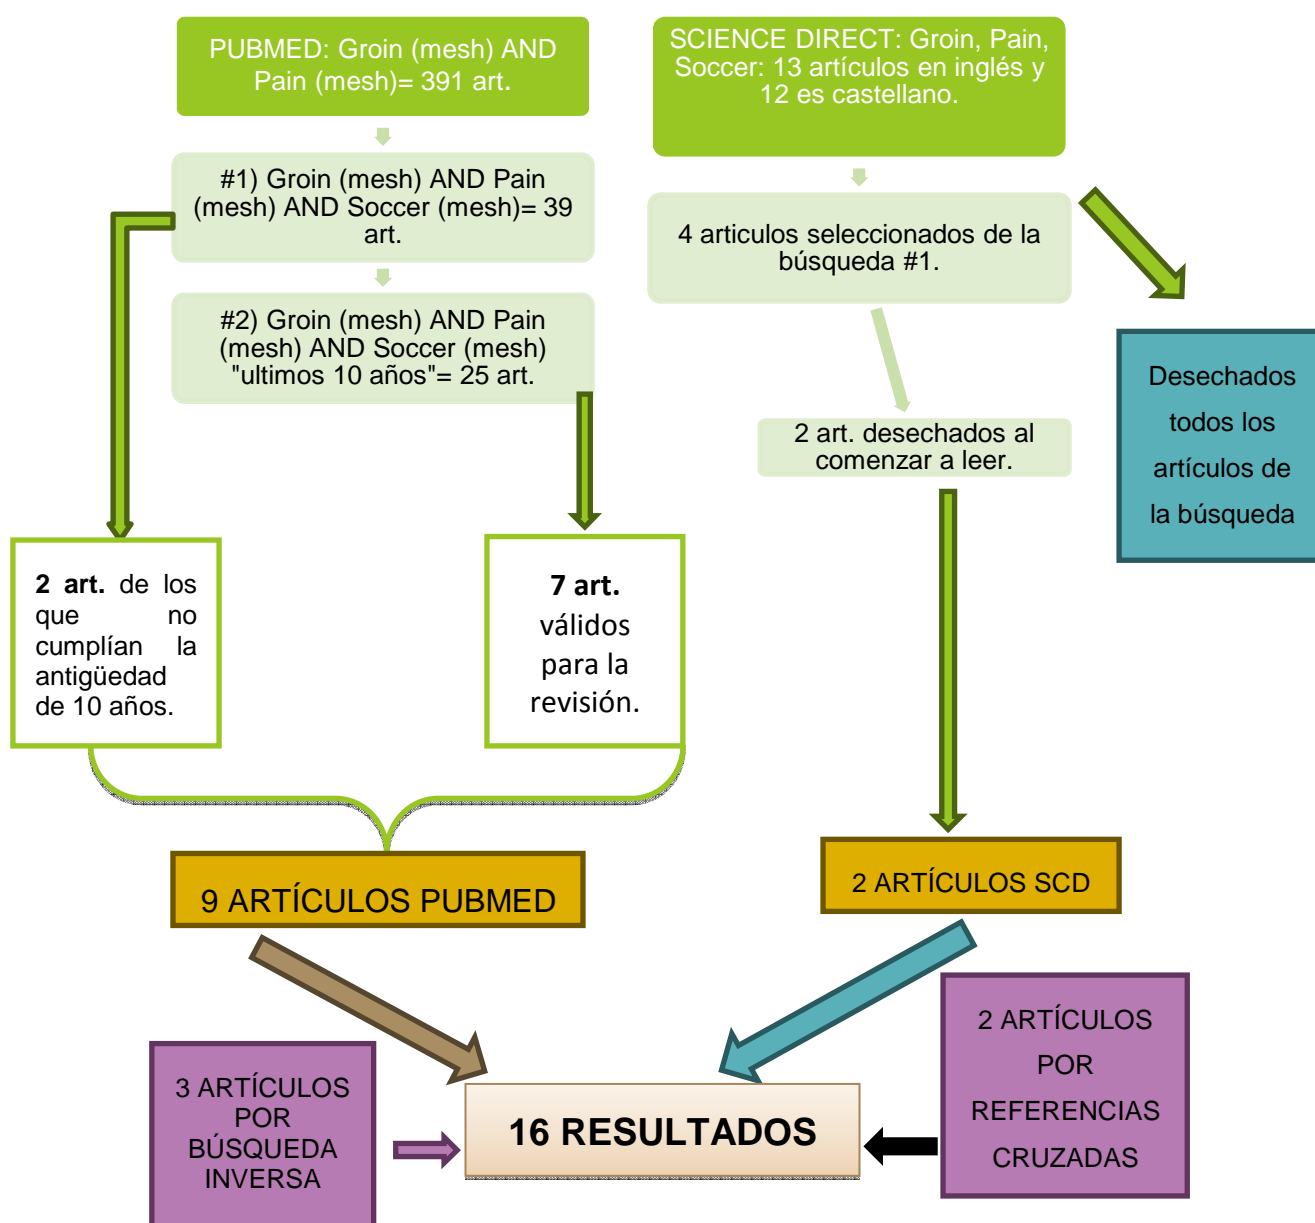 PUBMED: Groin (mesh) AND
Pain (mesh)= 391 art.
#1) Groin (mesh) AND Pain
(mesh) AND Soccer (mesh)= 39
art.
#2) Groin (mesh) AND Pain
(mesh) AND Soccer (mesh)
"ultimos 10 años"= 25 art.
2 art. de los
que no
cumplían la
antigüedad
de 10 años.
7 art.
válidos
para la
revisión.
9 ARTÍCULOS PUBMED
SCIENCE DIRECT: Groin, Pain,
Soccer: 13 artículos en inglés y
12 es castellano.
4 articulos seleccionados de la
búsqueda #1.
2 art. desechados al
comenzar a leer.
Desechados
todos los
artículos de
la búsqueda
2 ARTÍCULOS SCD
3 ARTÍCULOS
POR
BÚSQUEDA
INVERSA
16 RESULTADOS
2 ARTÍCULOS
POR
REFERENCIAS
CRUZADAS